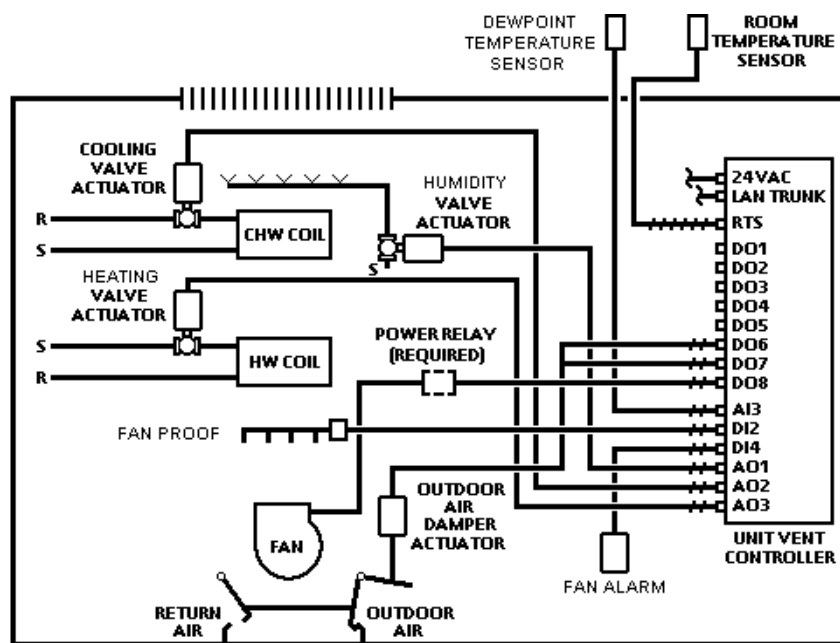 DEWPOINT
TEMPERATURE
SENSOR
ROOM
TEMPERATURE
SENSOR
COOLING
VALVE
ACTUATOR
HUMIDITY
VALVE
ACTUATOR
R
S
CHW COIL
S
HEATING
VALVE
ACTUATOR
S
R
HW COIL
POWER RELAY
(REQUIRED)
FAN PROOF
FAN
OUTDOOR
AIR
DAMPER
ACTUATOR
RETURN
AIR
OUTDOOR
AIR
FAN ALARM
24VAC
LAN TRUNK
RTS
DO1
DO2
DO3
DO4
DO5
DO6
DO7
DO8
AI3
DI2
DI4
AO1
AO2
AO3
UNIT VENT
CONTROLLER